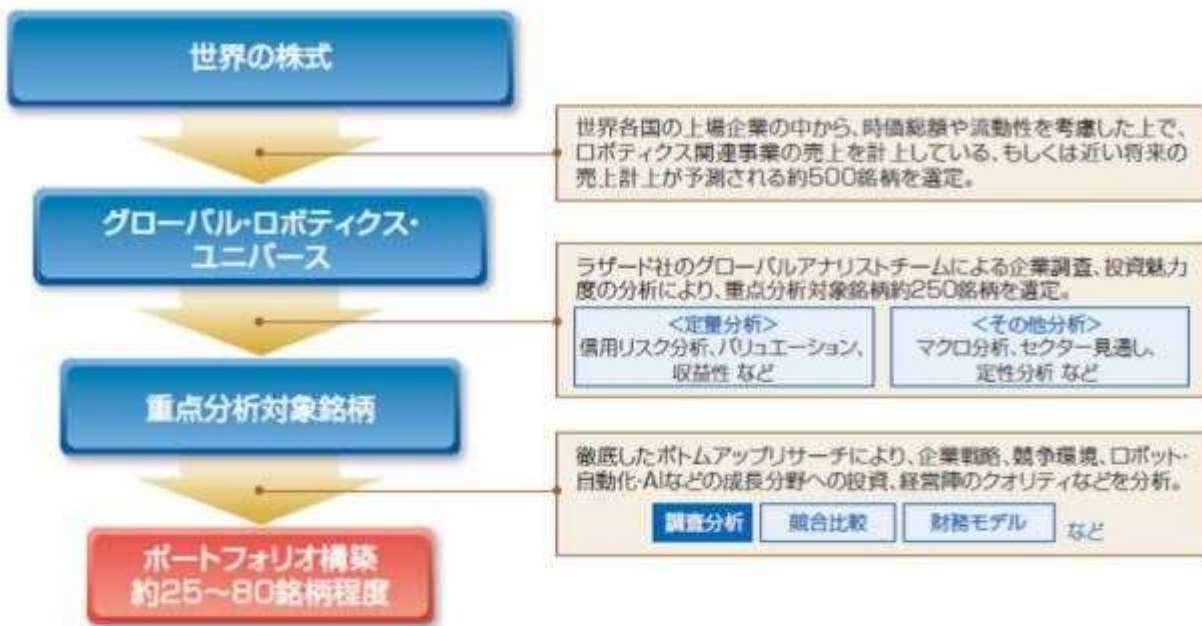 世界の株式
世界各国の上場企業の中から、時価総額や流動性を考慮した上で、
ロボティクス関連事業の売上を計上している、もしくは近い将来の
売上計上が予測される約500銘柄を選定。
グローバル・ロボティクス・
ユニバース
ラザード社のグローバルアナリストチームによる企業調査、投資魅力
度の分析により、重点分析対象銘柄約250銘柄を選定。
<定量分析>
信用リスク分析、バリュエーション、
収益性 など
<その他分析>
マクロ分析、セクター見通し、
定性分析 など
重点分析対象銘柄
徹底したボトムアップリサーチにより、企業戦略、競争環境、ロボット・
自動化・AIなどの成長分野への投資、経営陣のクオリティなどを分析。
調査分析
競合比較
財務モデル
など
ポートフォリオ構築
約25～80銘柄程度